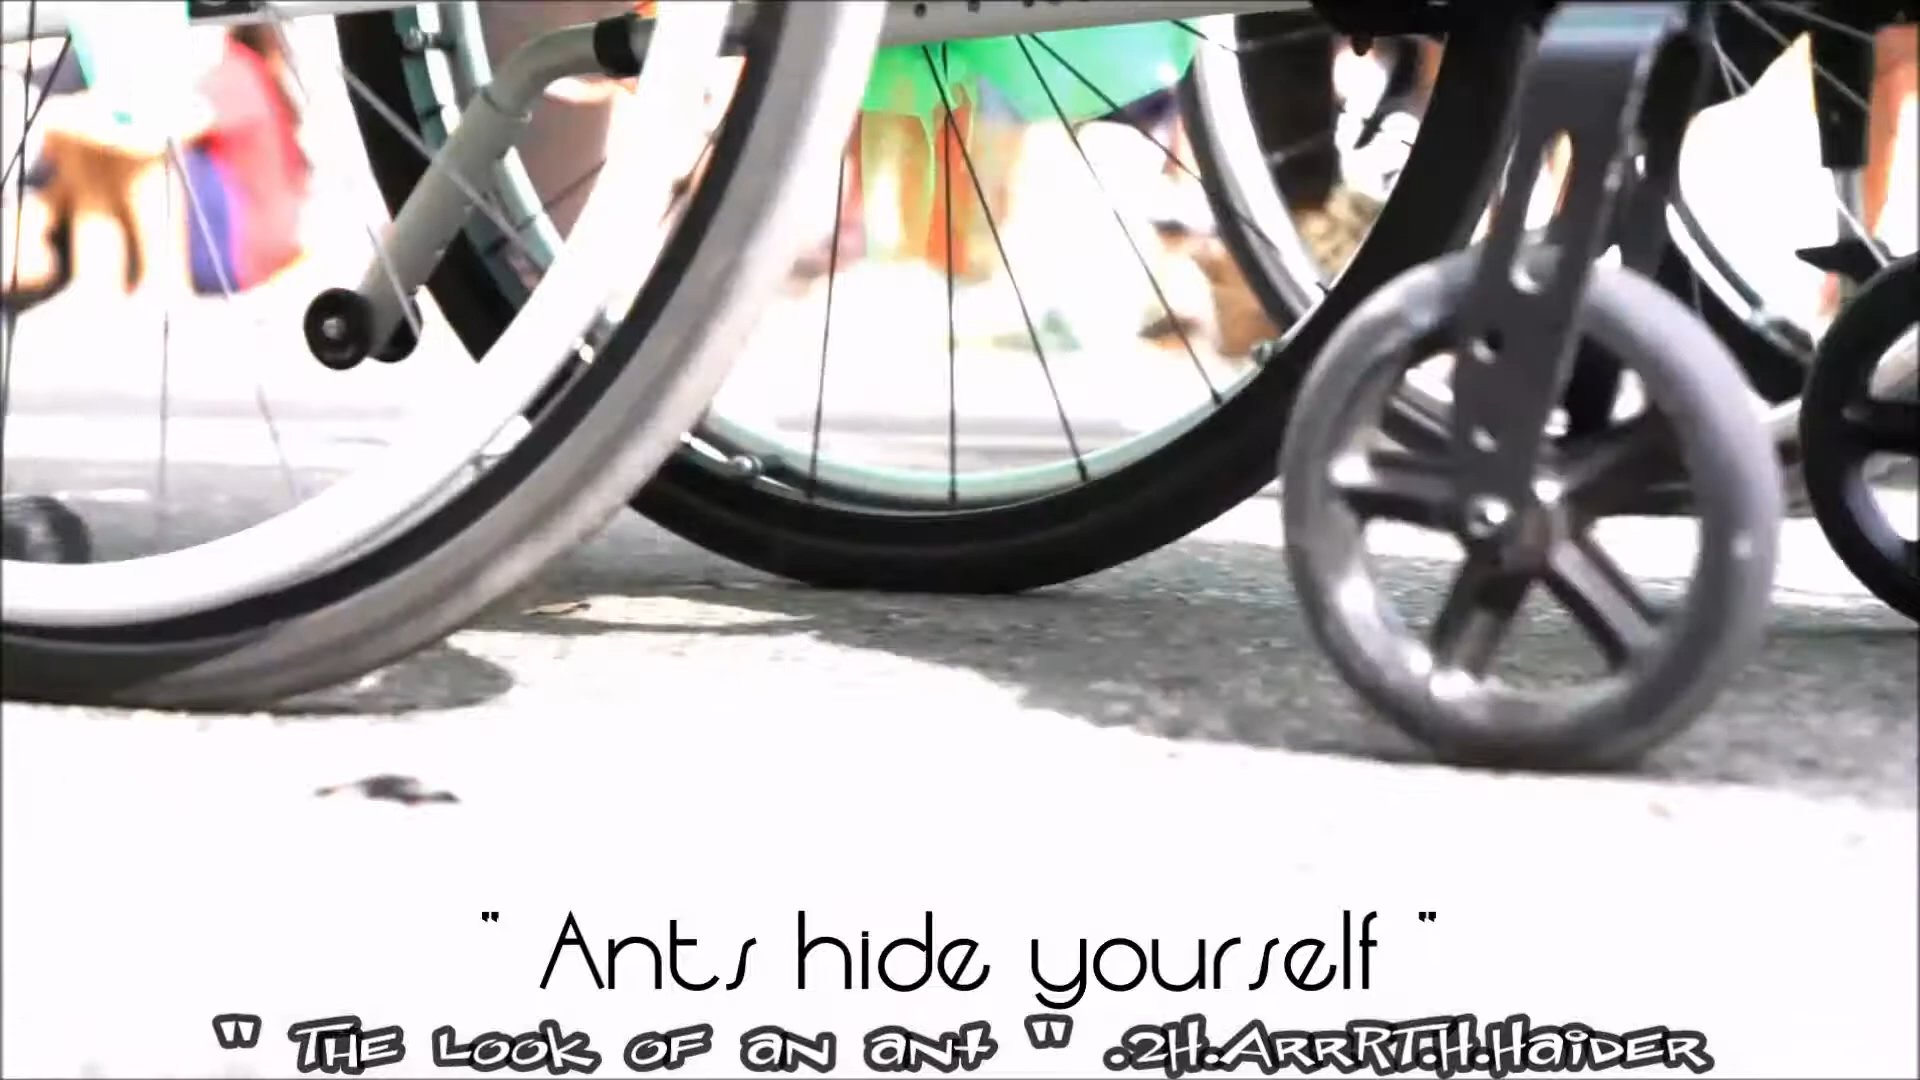 " Ants hide yourself "
" The look of an ant " .2H.ArrRT.H.Haider